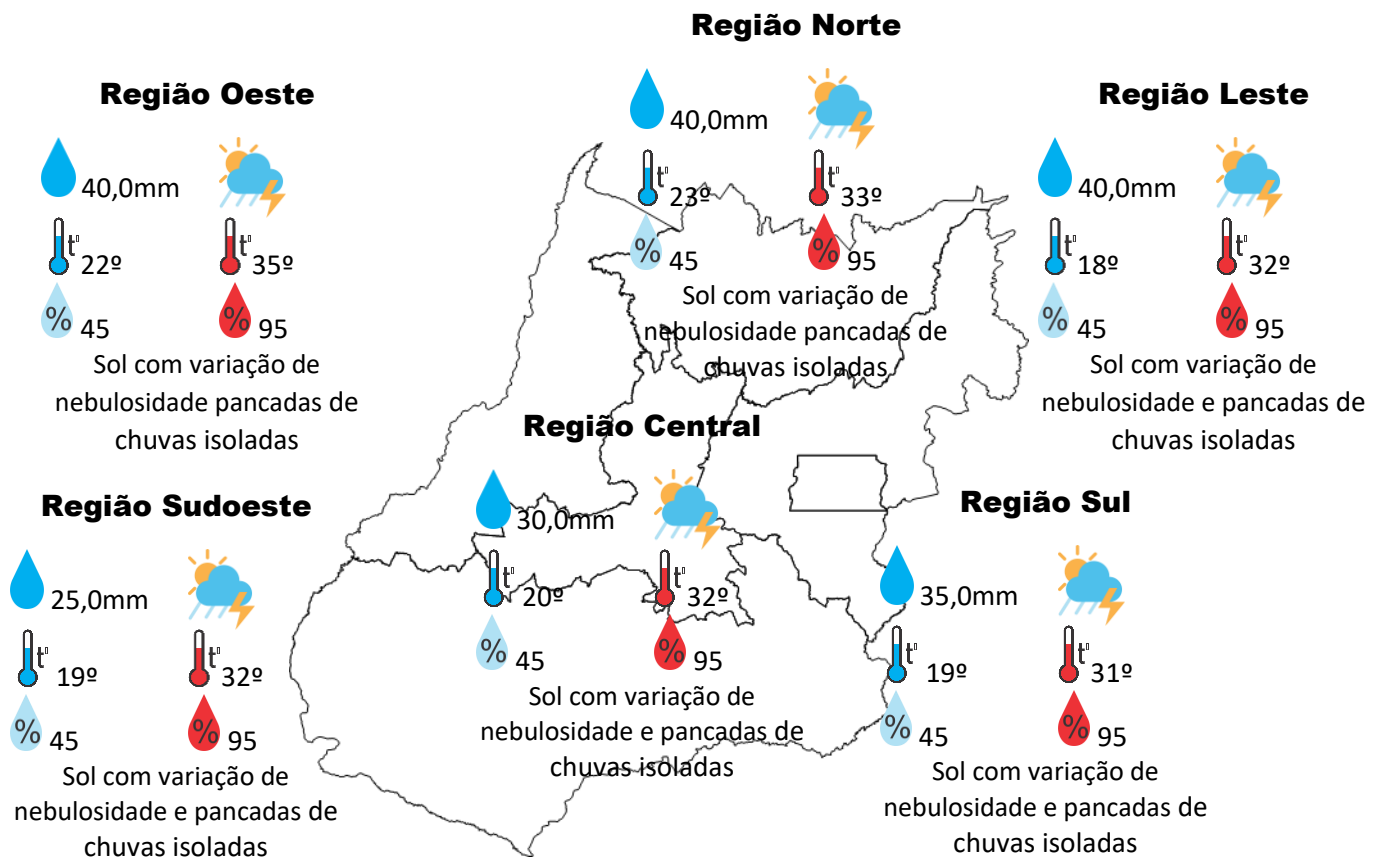 Região Norte
40,0mm
t°
23º
t°
33º
% 45
% 95
Sol com variação de
nebulosidade pancadas de
chuvas isoladas
Região Oeste
40,0mm
t°
22º
t°
35º
% 45
% 95
Sol com variação de
nebulosidade pancadas de
chuvas isoladas
Região Leste
40,0mm
t°
18º
t°
32º
% 45
% 95
Sol com variação de
nebulosidade e pancadas de
chuvas isoladas
Região Central
30,0mm
t°
20º
t°
32º
% 45
% 95
Sol com variação de
nebulosidade e pancadas de
chuvas isoladas
Região Sudoeste
25,0mm
t°
19º
t°
32º
% 45
% 95
Sol com variação de
nebulosidade e pancadas de
chuvas isoladas
Região Sul
35,0mm
t°
19º
t°
31º
% 45
% 95
Sol com variação de
nebulosidade e pancadas de
chuvas isoladas